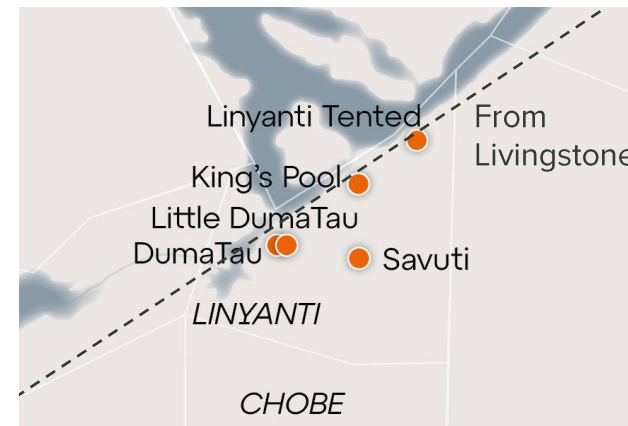 Linyanti Tented
From
Livingstone
King's Pool
Little DumaTau
DumaTau
Savuti
LINYANTI
CHOBE